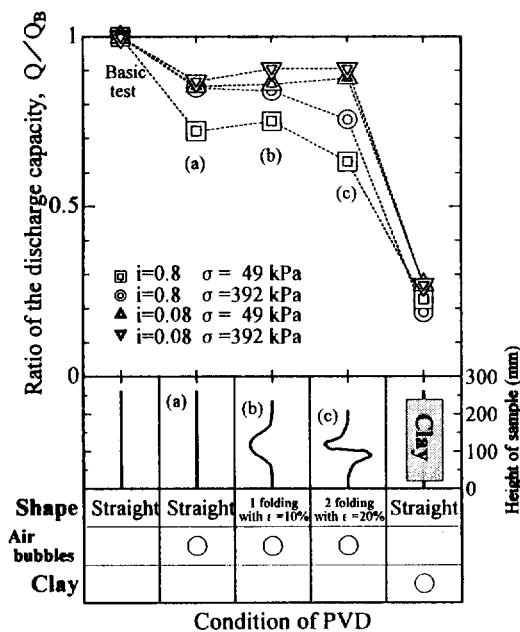 Ratio of the discharge capacity, Q/Q_B
1
0.5
0
Basic
test
(a)
(b)
(c)
i=0.8 σ = 49 kPa
i=0.8 σ =392 kPa
i=0.08 σ = 49 kPa
i=0.08 σ =392 kPa
(a)
(b)
(c)
Clay
300
200
100
0
Height of sample (mm)
Shape Straight Straight 1 folding with ε =10% 2 folding with ε =20% Straight
Air
bubbles
Clay
Condition of PVD